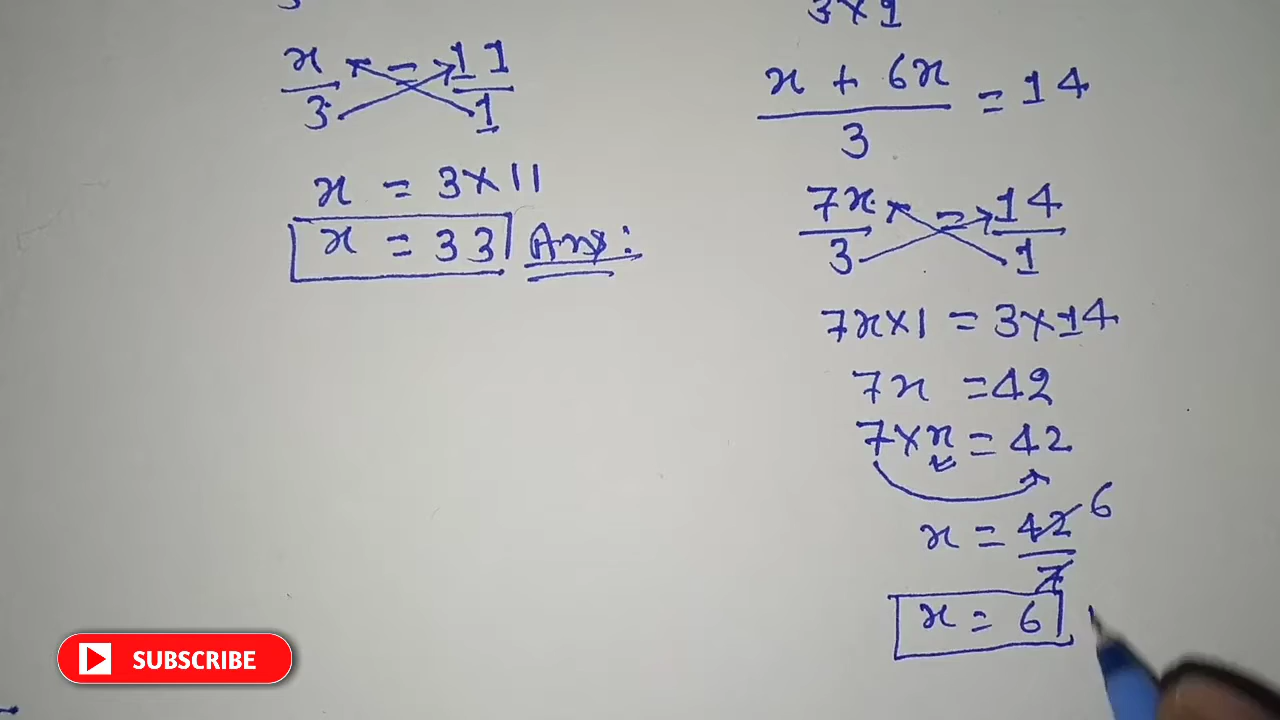 x/3 = 11/1
x = 3×11
x = 33 Ans:
3×1
x + 6x / 3 = 14
7x/3 = 14/1
7x×1 = 3×14
7x = 42
7×x = 42
x = 42/7 6
x = 6
SUBSCRIBE